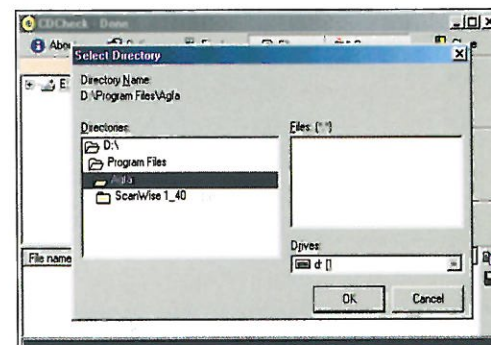 CDCheck - Done
Select Directory
Directory Name:
D:\Program Files\Agfa
Directories:
D:\
Program Files
Agfa
ScanWise 1_40
Files: (*.*)
Drives:
d: []
OK
Cancel
File name